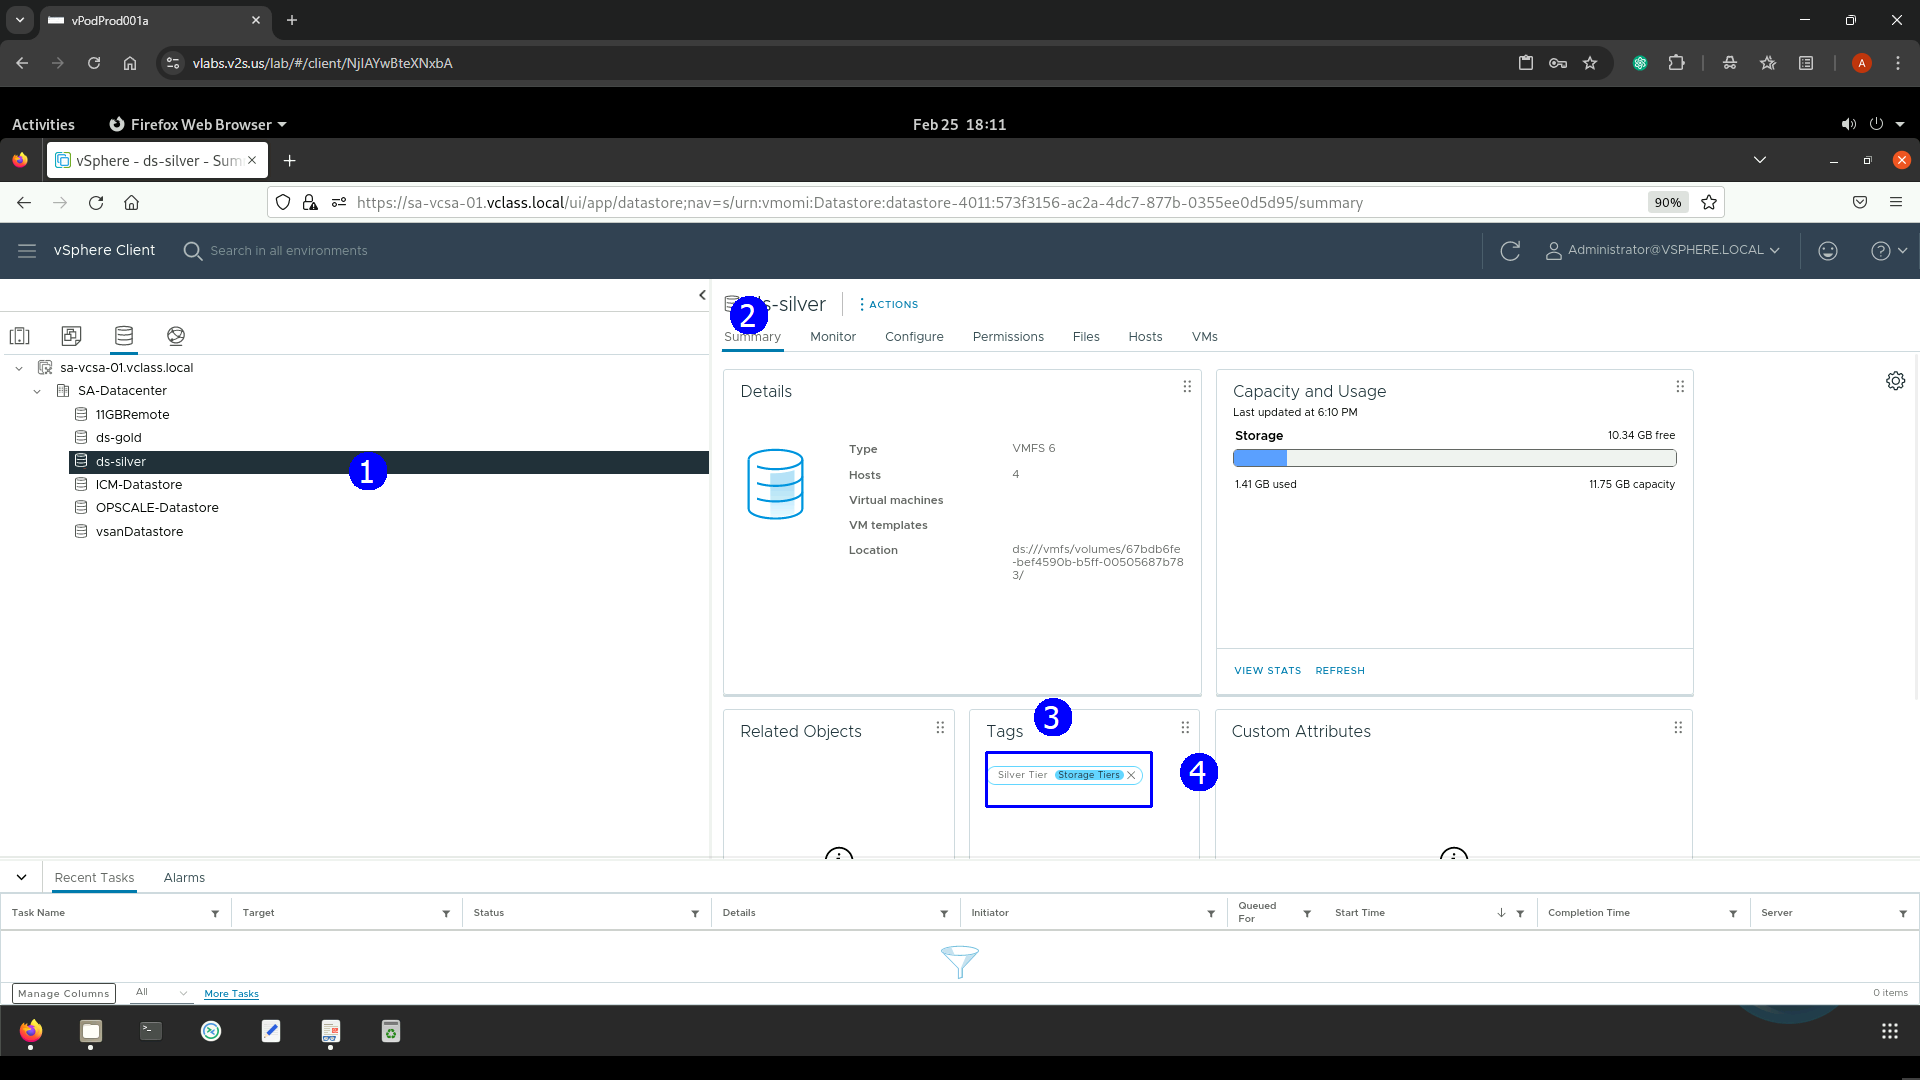 vPodProd001a
vlabs.v2s.us/lab/#/client/NjIAYwBteXNxbA
A
Activities
Firefox Web Browser
Feb 25 18:11
vSphere - ds-silver - Sum
https://sa-vcsa-01.vclass.local/ui/app/datastore;nav=s/urn:vmomi:Datastore:datastore-4011:573f3156-ac2a-4dc7-877b-0355ee0d5d95/summary
90%
vSphere Client
Search in all environments
Administrator@VSPHERE.LOCAL
sa-vcsa-01.vclass.local
SA-Datacenter
11GBRemote
ds-gold
ds-silver
1
ICM-Datastore
OPSCALE-Datastore
vsanDatastore
2
s-silver
ACTIONS
Summary Monitor Configure Permissions Files Hosts VMs
Details
Type VMFS 6
Hosts 4
Virtual machines
VM templates
Location ds:///vmfs/volumes/67bdb6fe
-bef4590b-b5ff-00505687b78
3/
Capacity and Usage
Last updated at 6:10 PM
Storage 10.34 GB free
1.41 GB used 11.75 GB capacity
VIEW STATS REFRESH
Related Objects
Tags
3
Silver Tier Storage Tiers
4
Custom Attributes
Recent Tasks Alarms
Task Name Target Status Details Initiator Queued For Start Time Completion Time Server
Manage Columns All More Tasks 0 items